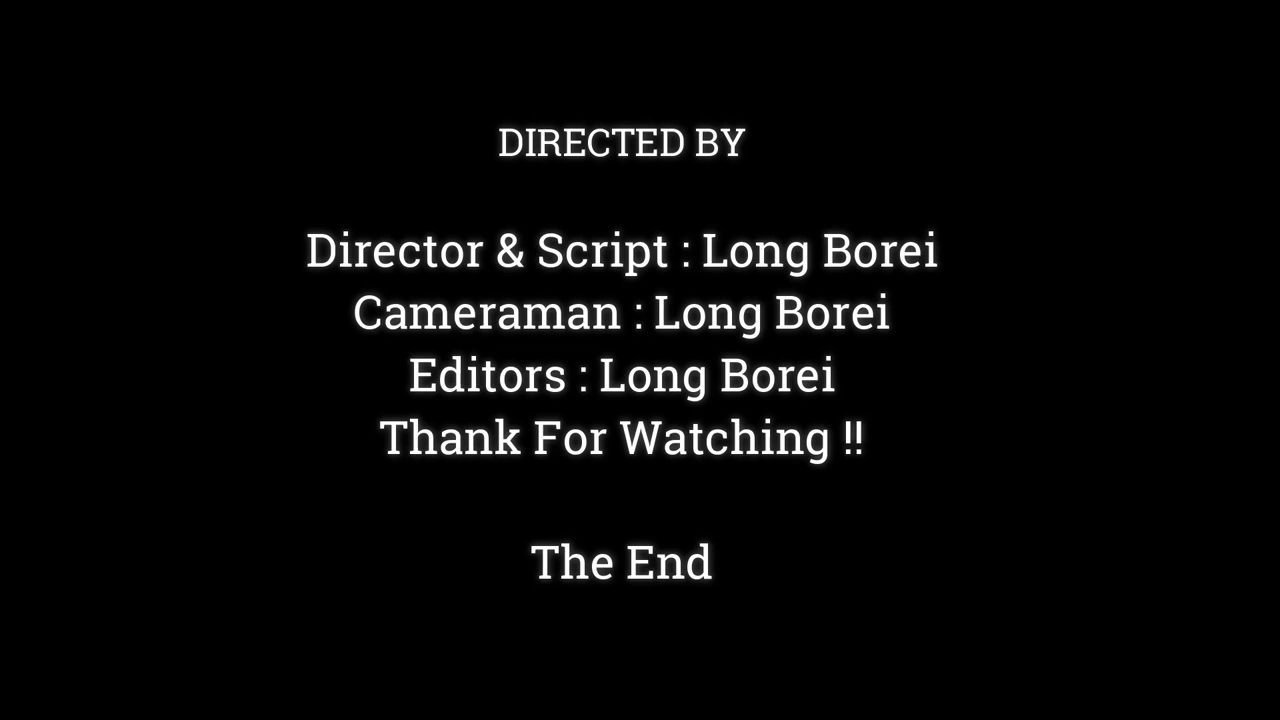 DIRECTED BY
Director & Script : Long Borei
Cameraman : Long Borei
Editors : Long Borei
Thank For Watching !!
The End